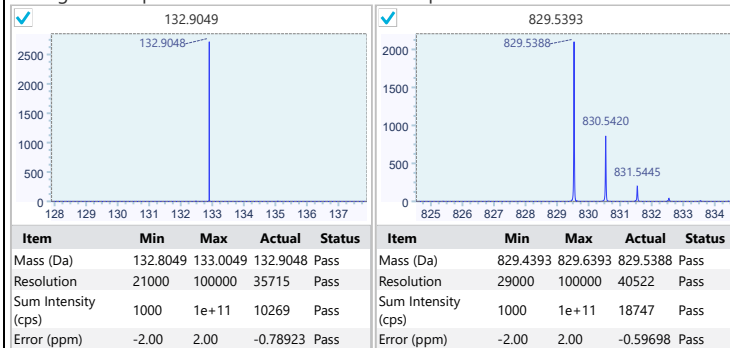 132.9049
132.9048
2500
2000
1500
1000
500
0
128 129 130 131 132 133 134 135 136 137
Item Min Max Actual Status
Mass (Da) 132.8049 133.0049 132.9048 Pass
Resolution 21000 100000 35715 Pass
Sum Intensity
(cps) 1000 1e+11 10269 Pass
Error (ppm) -2.00 2.00 -0.78923 Pass
829.5393
829.5388
2000
1500
1000
500
0
830.5420
831.5445
825 826 827 828 829 830 831 832 833 834
Item Min Max Actual Status
Mass (Da) 829.4393 829.6393 829.5388 Pass
Resolution 29000 100000 40522 Pass
Sum Intensity
(cps) 1000 1e+11 18747 Pass
Error (ppm) -2.00 2.00 -0.59698 Pass